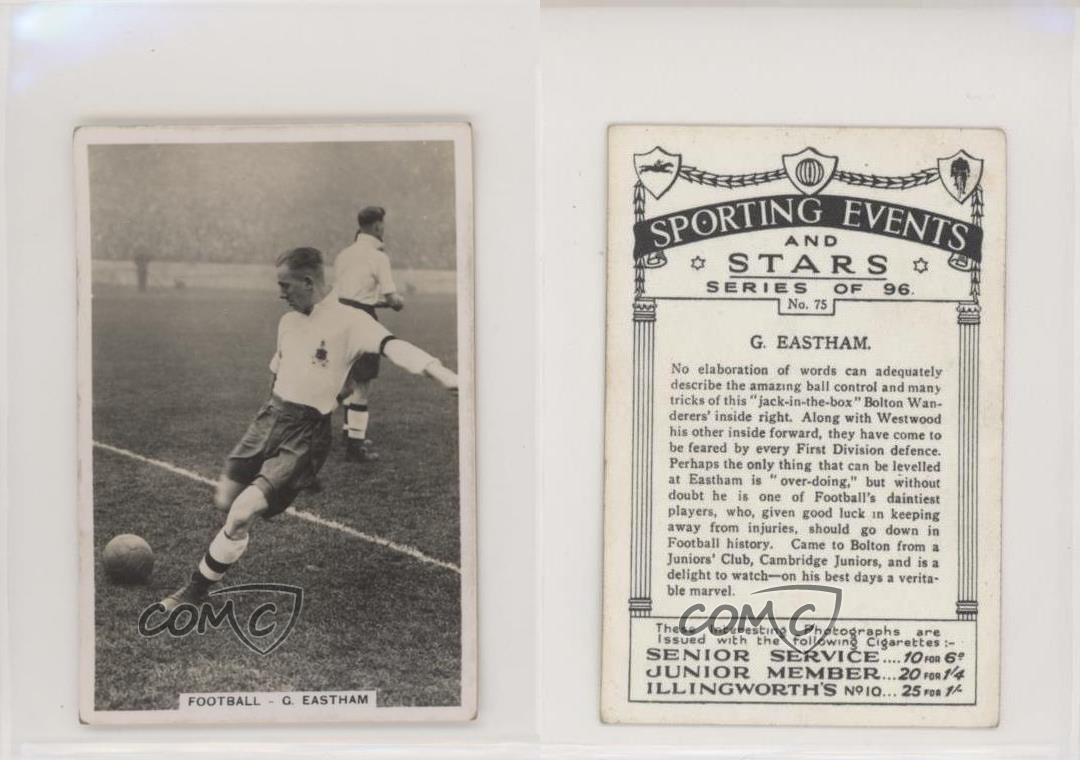 FOOTBALL - G. EASTHAM
COMC
SPORTING EVENTS
AND
STARS
SERIES OF 96.
No. 75
G. EASTHAM.
No elaboration of words can adequately
describe the amazing ball control and many
tricks of this "jack-in-the-box" Bolton Wan-
derers' inside right. Along with Westwood
his other inside forward, they have come to
be feared by every First Division defence.
Perhaps the only thing that can be levelled
at Eastham is "over-doing," but without
doubt he is one of Football's daintiest
players, who, given good luck in keeping
away from injuries, should go down in
Football history. Came to Bolton from a
Juniors' Club, Cambridge Juniors, and is a
delight to watch—on his best days a verita-
ble marvel.
COMC
These Interesting Photographs are
Issued with the following Cigarettes:-
SENIOR SERVICE....10 FOR 6D
JUNIOR MEMBER...20 FOR 1/4
ILLINGWORTH'S No10... 25 FOR 1/-